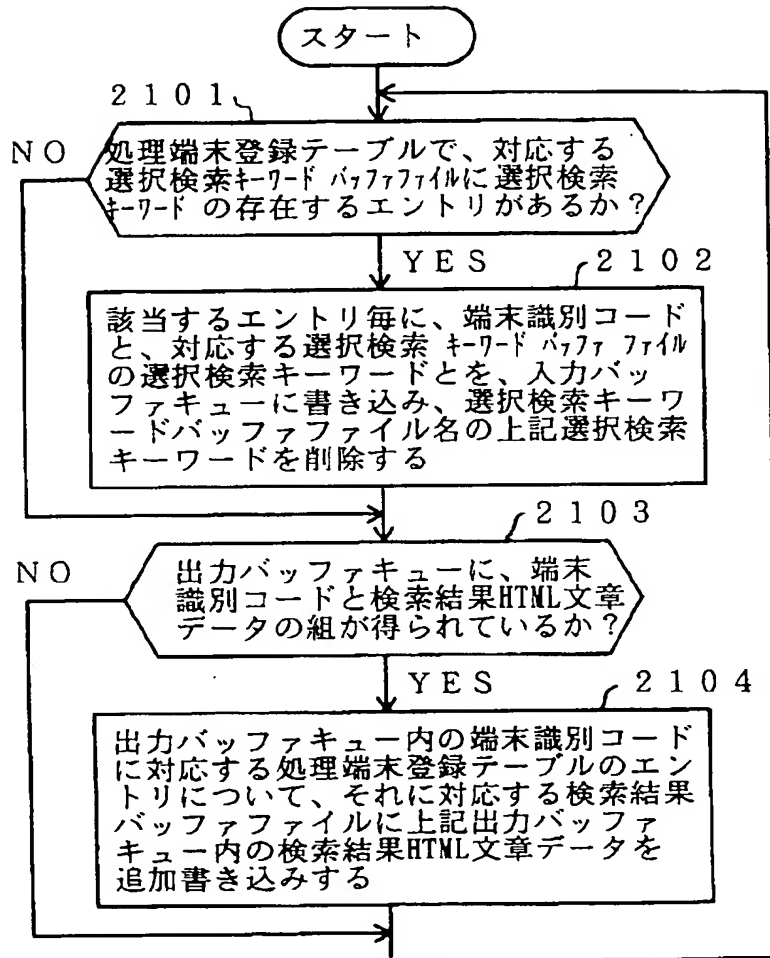 スタート
2101
NO
処理端末登録テーブルで、対応する
選択検索ｷｰﾜｰﾄﾞ ﾊﾞｯﾌｧﾌｧｲﾙに選択検索
ｷｰﾜｰﾄﾞ の存在するエントリがあるか？
YES
2102
該当するエントリ毎に、端末識別コード
と、対応する選択検索 ｷｰﾜｰﾄﾞ ﾊﾞｯﾌｧ ﾌｧｲﾙ
の選択検索キーワードとを、入力バッ
ファキューに書き込み、選択検索キーワ
ードバッファファイル名の上記選択検索
キーワードを削除する
2103
NO
出力バッファキューに、端末
識別コードと検索結果HTML文章
データの組が得られているか？
YES
2104
出力バッファキュー内の端末識別コード
に対応する処理端末登録テーブルのエン
トリについて、それに対応する検索結果
バッファファイルに上記出力バッファ
キュー内の検索結果HTML文章データを
追加書き込みする